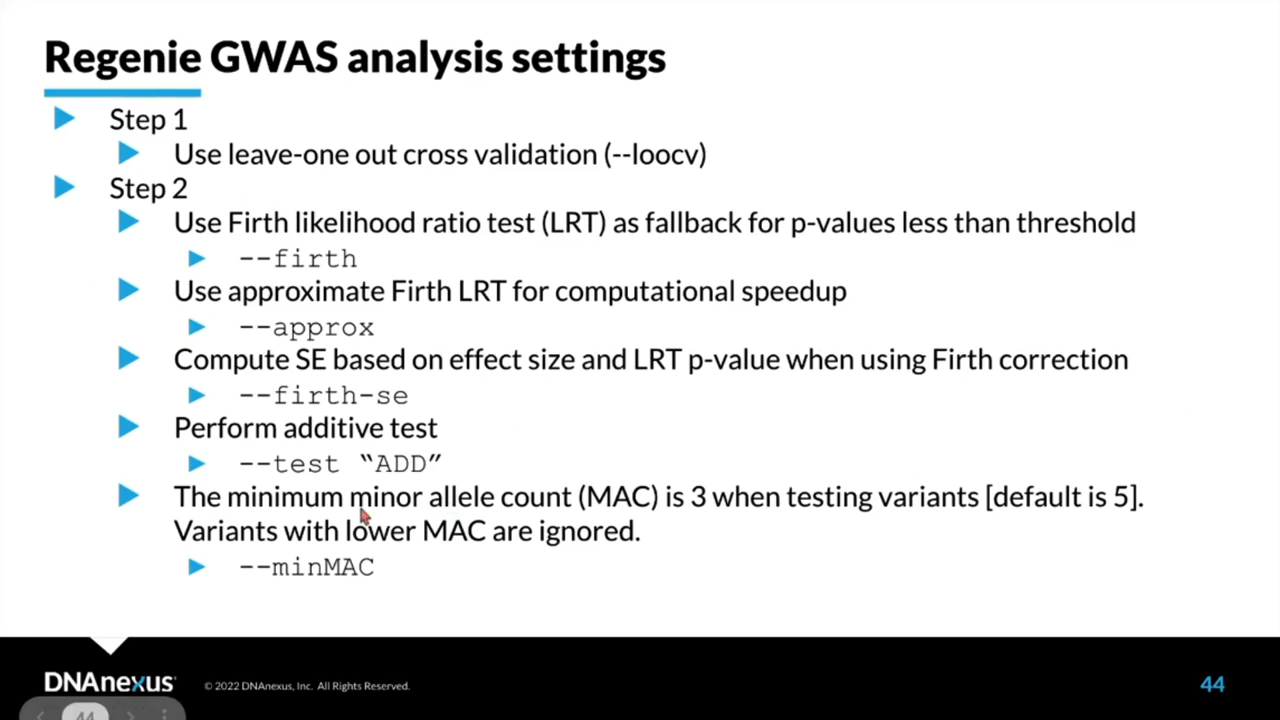 Regenie GWAS analysis settings
Step 1
Use leave-one out cross validation (--loocv)
Step 2
Use Firth likelihood ratio test (LRT) as fallback for p-values less than threshold
--firth
Use approximate Firth LRT for computational speedup
--approx
Compute SE based on effect size and LRT p-value when using Firth correction
--firth-se
Perform additive test
--test “ADD”
The minimum minor allele count (MAC) is 3 when testing variants [default is 5].
Variants with lower MAC are ignored.
--minMAC
DNAnexus
© 2022 DNAnexus, Inc. All Rights Reserved.
44
44